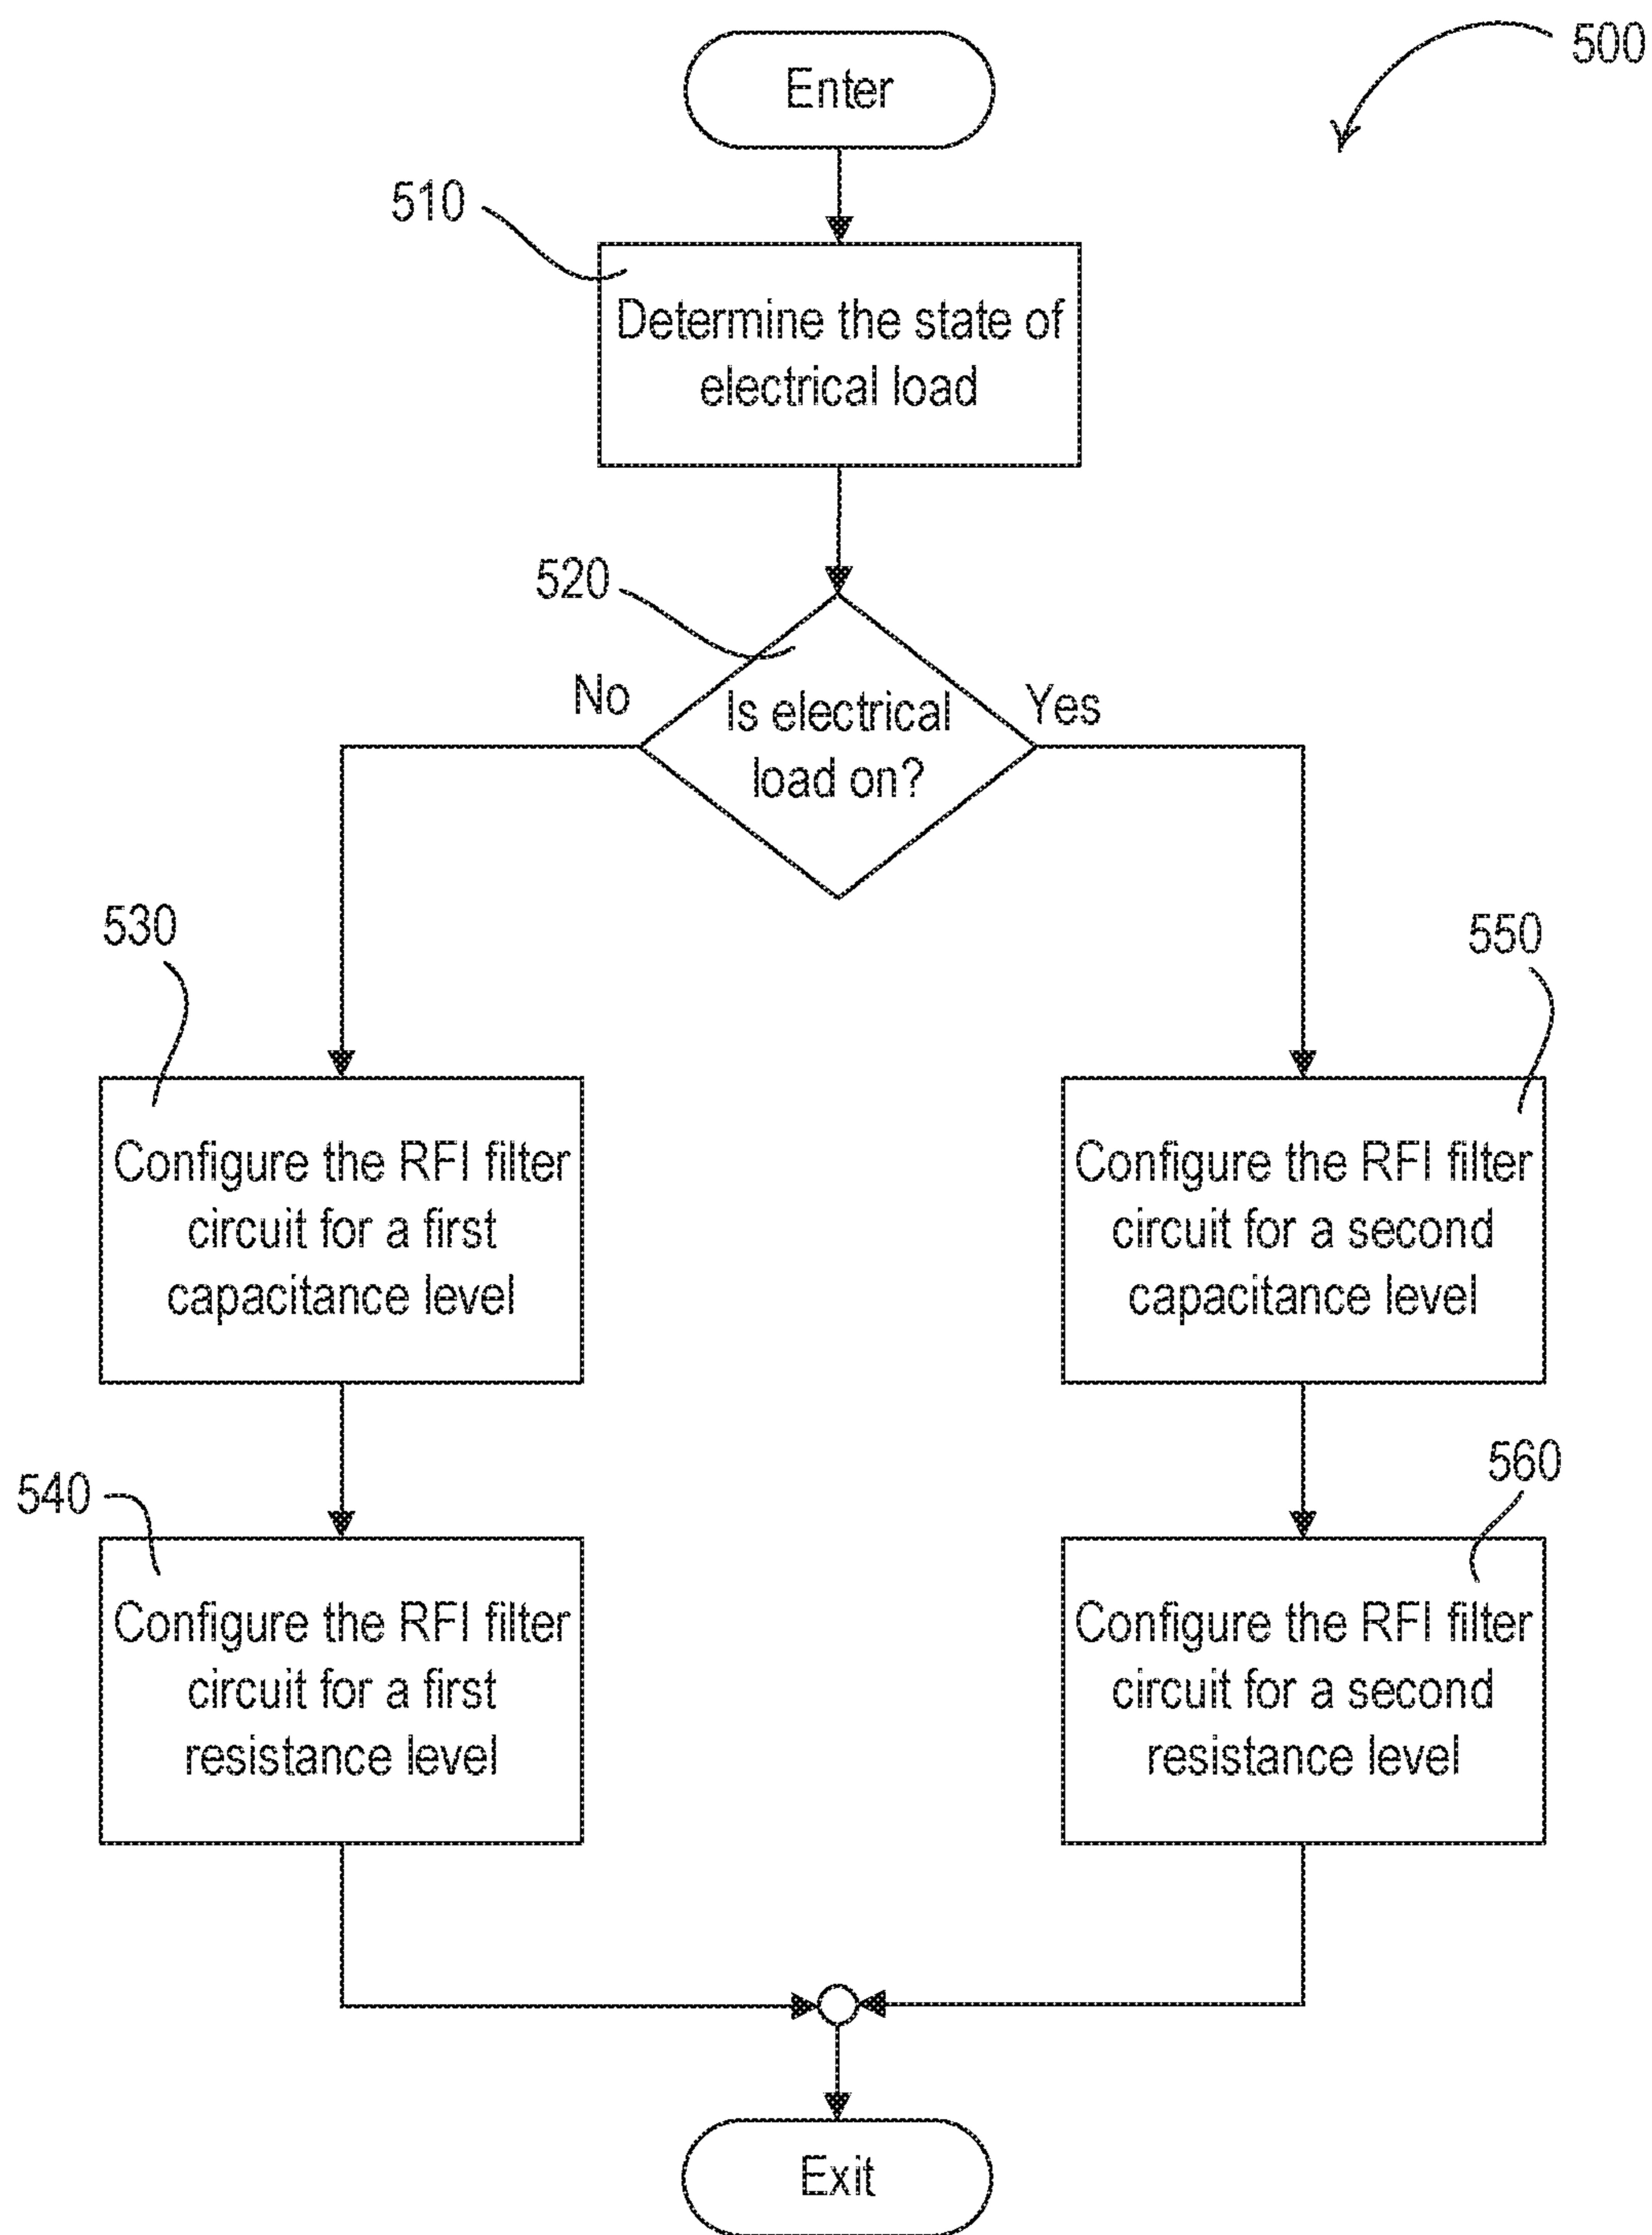 500
Enter
510
Determine the state of
electrical load
520
No
Is electrical
load on?
Yes
530
Configure the RFI filter
circuit for a first
capacitance level
550
Configure the RFI filter
circuit for a second
capacitance level
540
Configure the RFI filter
circuit for a first
resistance level
560
Configure the RFI filter
circuit for a second
resistance level
Exit